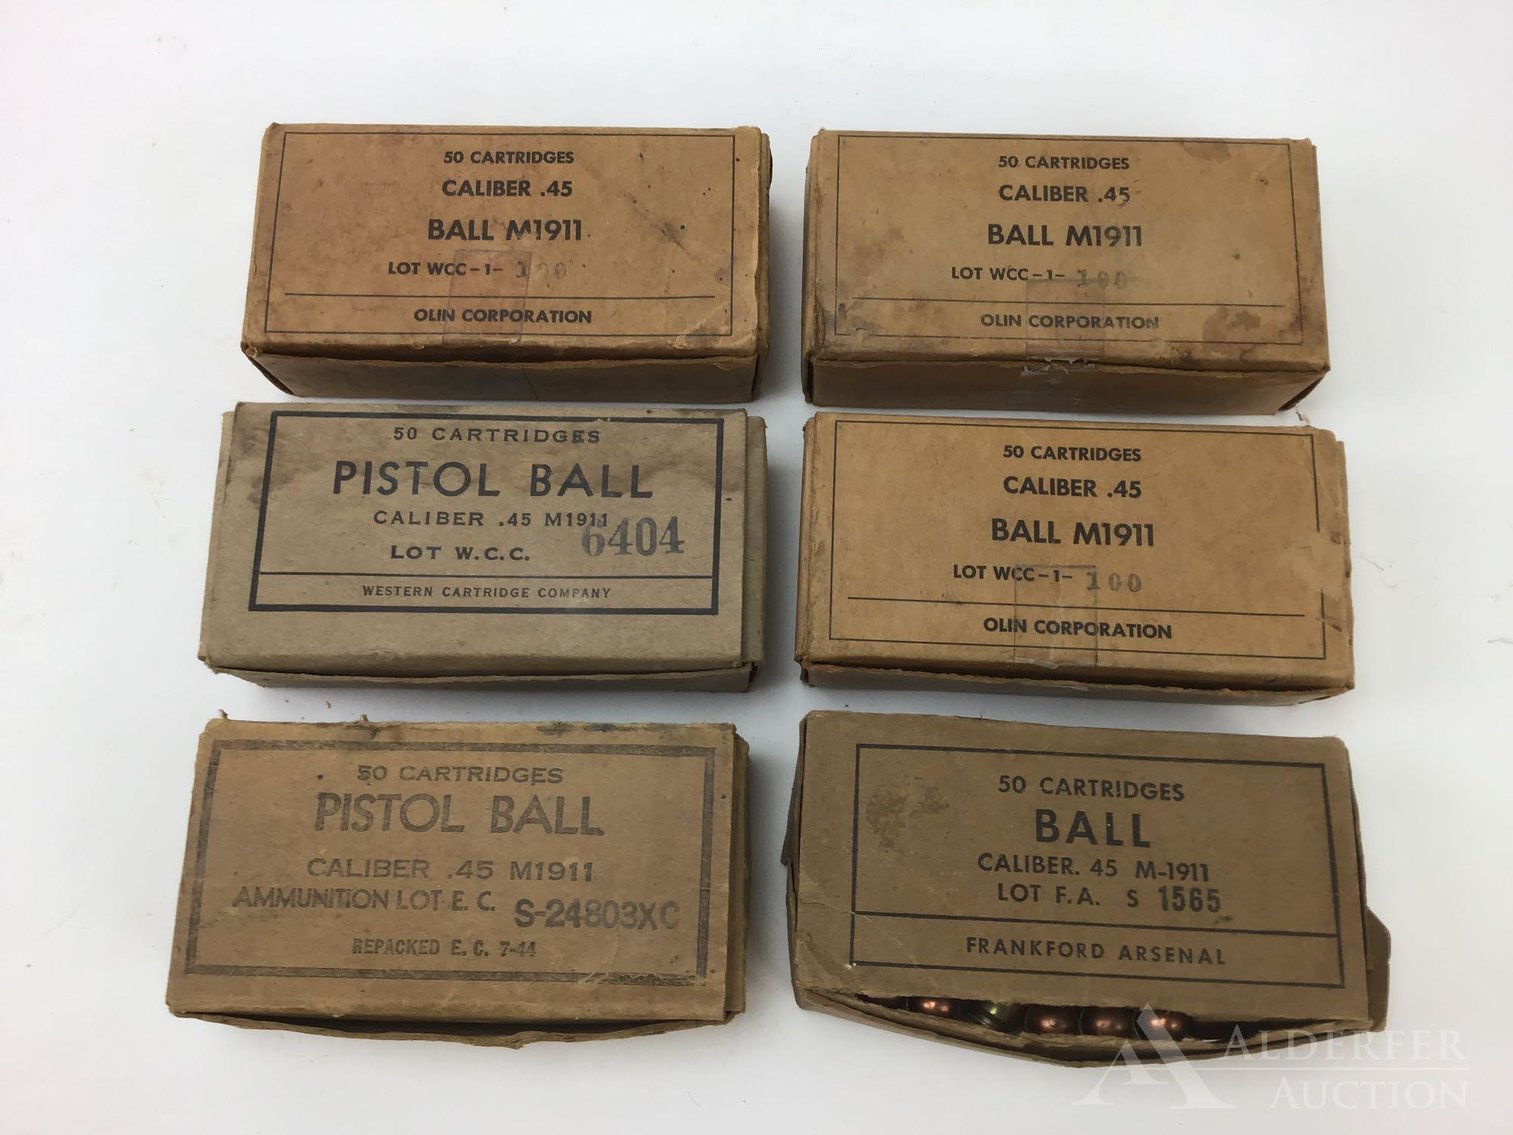 50 CARTRIDGES
CALIBER .45
BALL M1911
LOT WCC-1- 100
OLIN CORPORATION
50 CARTRIDGES
CALIBER .45
BALL M1911
LOT WCC-1- 100
OLIN CORPORATION
50 CARTRIDGES
PISTOL BALL
CALIBER .45 M1911
LOT W.C.C. 6404
WESTERN CARTRIDGE COMPANY
50 CARTRIDGES
CALIBER .45
BALL M1911
LOT WCC-1- 100
OLIN CORPORATION
50 CARTRIDGES
PISTOL BALL
CALIBER .45 M1911
AMMUNITION LOT E. C. S-24803XC
REPACKED E. C. 7-44
50 CARTRIDGES
BALL
CALIBER. 45 M-1911
LOT F.A. S 1565
FRANKFORD ARSENAL
ALDERFER
AUCTION